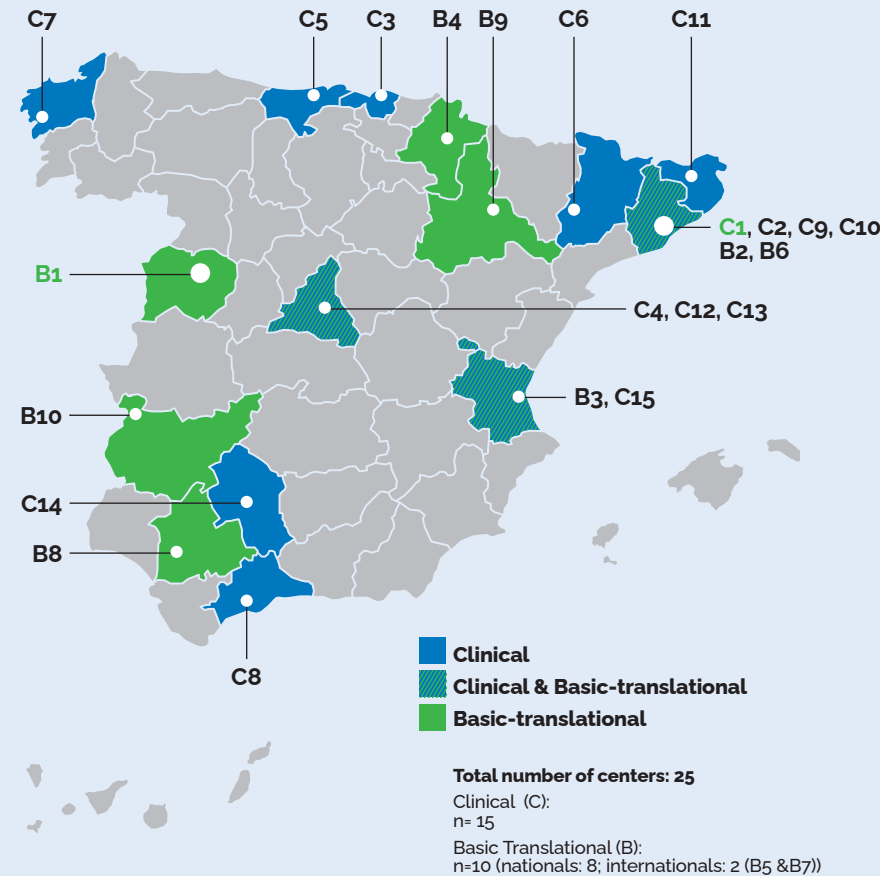 C7 C5 C3 B4 B9 C6 C11
C1, C2, C9, C10
B2, B6
B1
C4, C12, C13
B3, C15
B10
C14
B8
C8
Clinical
Clinical & Basic-translational
Basic-translational
Total number of centers: 25
Clinical (C):
n= 15
Basic Translational (B):
n=10 (nationals: 8; internationals: 2 (B5 &B7))